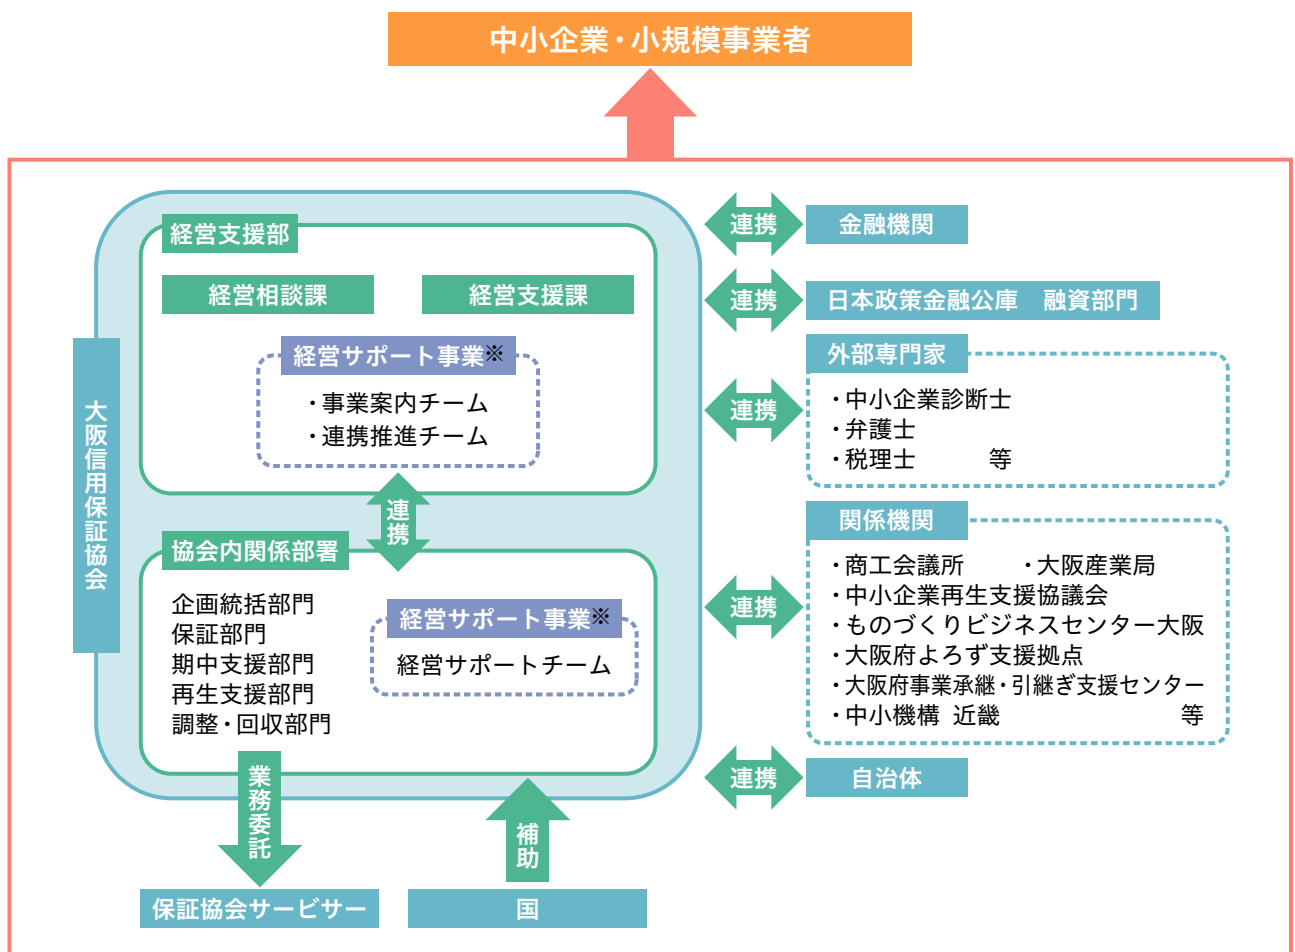 中小企業・小規模事業者
大阪信用保証協会
経営支援部
経営相談課
経営支援課
経営サポート事業※
・事業案内チーム
・連携推進チーム
連携
協会内関係部署
企画統括部門
保証部門
期中支援部門
再生支援部門
調整・回収部門
経営サポート事業※
経営サポートチーム
業務委託
補助
保証協会サービサー
国
連携
金融機関
連携
日本政策金融公庫　融資部門
連携
外部専門家
・中小企業診断士
・弁護士
・税理士　　　等
連携
関係機関
・商工会議所　　・大阪産業局
・中小企業再生支援協議会
・ものづくりビジネスセンター大阪
・大阪府よろず支援拠点
・大阪府事業承継・引継ぎ支援センター
・中小機構 近畿　　　　　　　等
連携
自治体